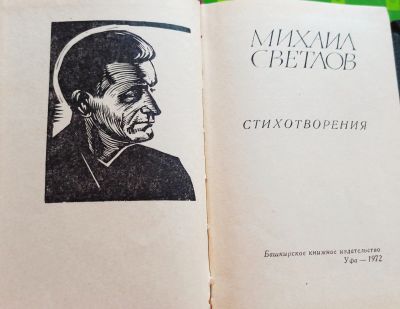 МИХАИЛ
СВЕТЛОВ
СТИХОТВОРЕНИЯ
Башкирское книжное издательство
Уфа — 1972